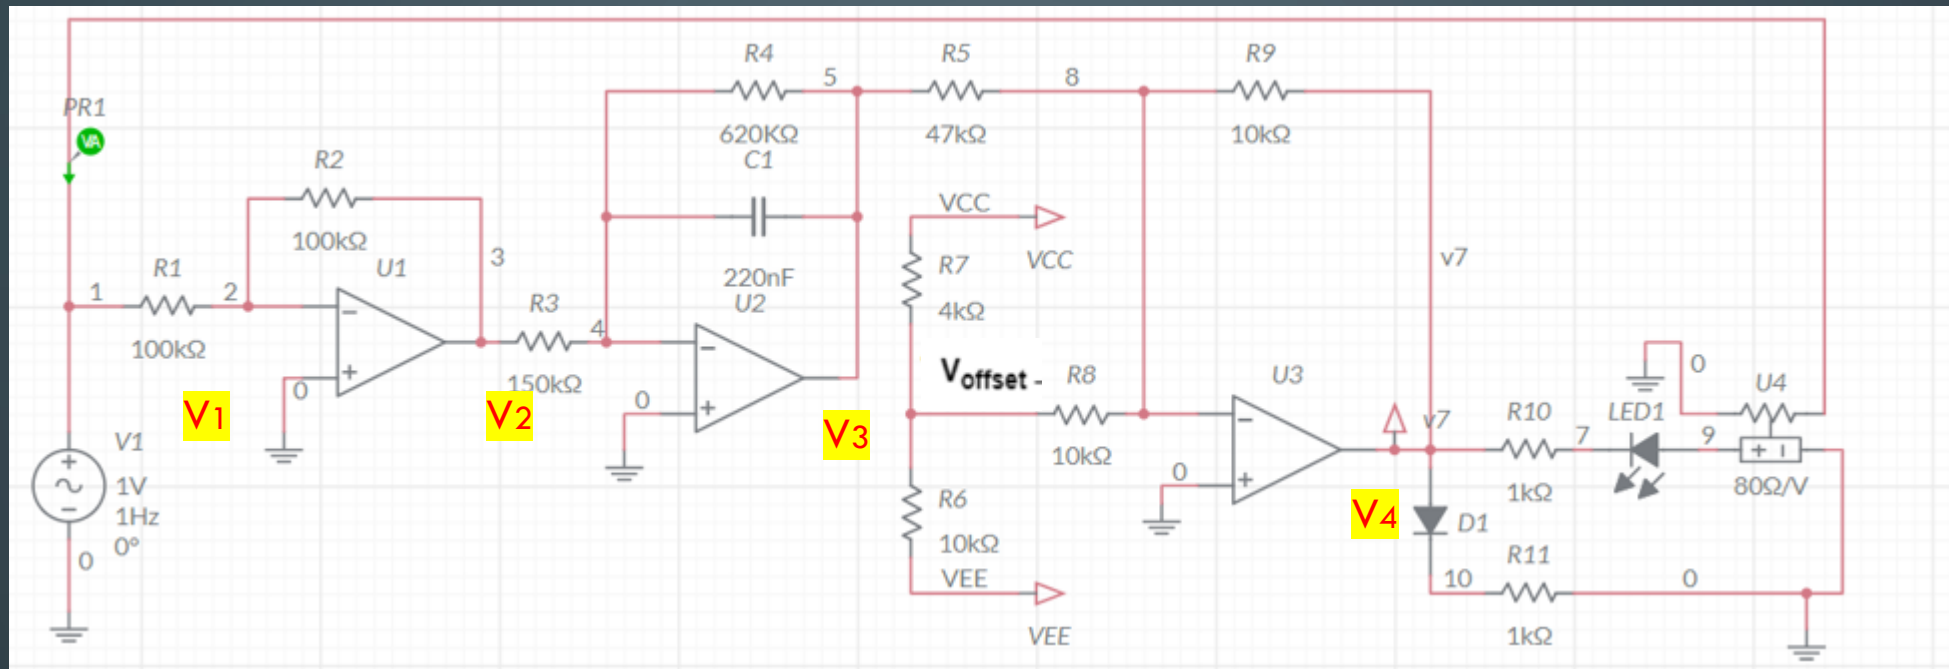 R4
5
R5
8
R9
PR1
VA
620KΩ
47kΩ
10kΩ
R2
C1
VCC
100kΩ
3
v7
R1
U1
R7
VCC
220nF
1
2
R3
U2
4kΩ
4
100kΩ
150kΩ
Voffset -
R8
U3
0
U4
0
0
R10
LED1
V1
V2
V3
v7
V1
10kΩ
7
9
1V
0
1kΩ
80Ω/V
1Hz
R6
V4
D1
0°
10kΩ
R11
0
VEE
10
0
VEE
1kΩ